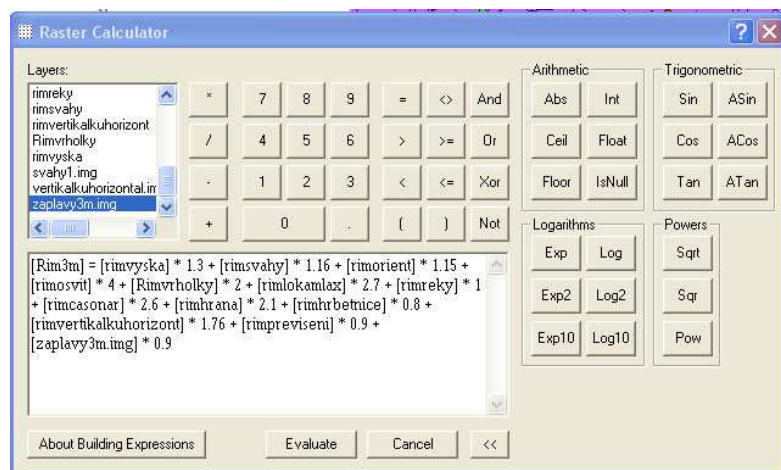 Raster Calculator
Layers:
rimreky
rimsvahy
rimvertikalkuhorizont
Rimvrholky
rimvyska
svahy1.img
vertikalkuhorizontal.im
zaplavy3m.img
* 7 8 9 = <> And
/ 4 5 6 > >= Or
- 1 2 3 < <= Xor
+ 0 . ( ) Not
Arithmetic
Abs Int
Ceil Float
Floor IsNull
Trigonometric
Sin ASin
Cos ACos
Tan ATan
Logarithms
Exp Log
Exp2 Log2
Exp10 Log10
Powers
Sqrt
Sqr
Pow
[Rim3m] = [rimvyska] * 1.3 + [rimsvahy] * 1.16 + [rimorient] * 1.15 +
[rimosvit] * 4 + [Rimvrholky] * 2 + [rimlokamlax] * 2.7 + [rimreky] * 1
+ [rimcasonar] * 2.6 + [rimhrana] * 2.1 + [rimhrbetnice] * 0.8 +
[rimvertikalkuhorizont] * 1.76 + [rimpreviseni] * 0.9 +
[zaplavy3m.img] * 0.9
About Building Expressions
Evaluate
Cancel
<<